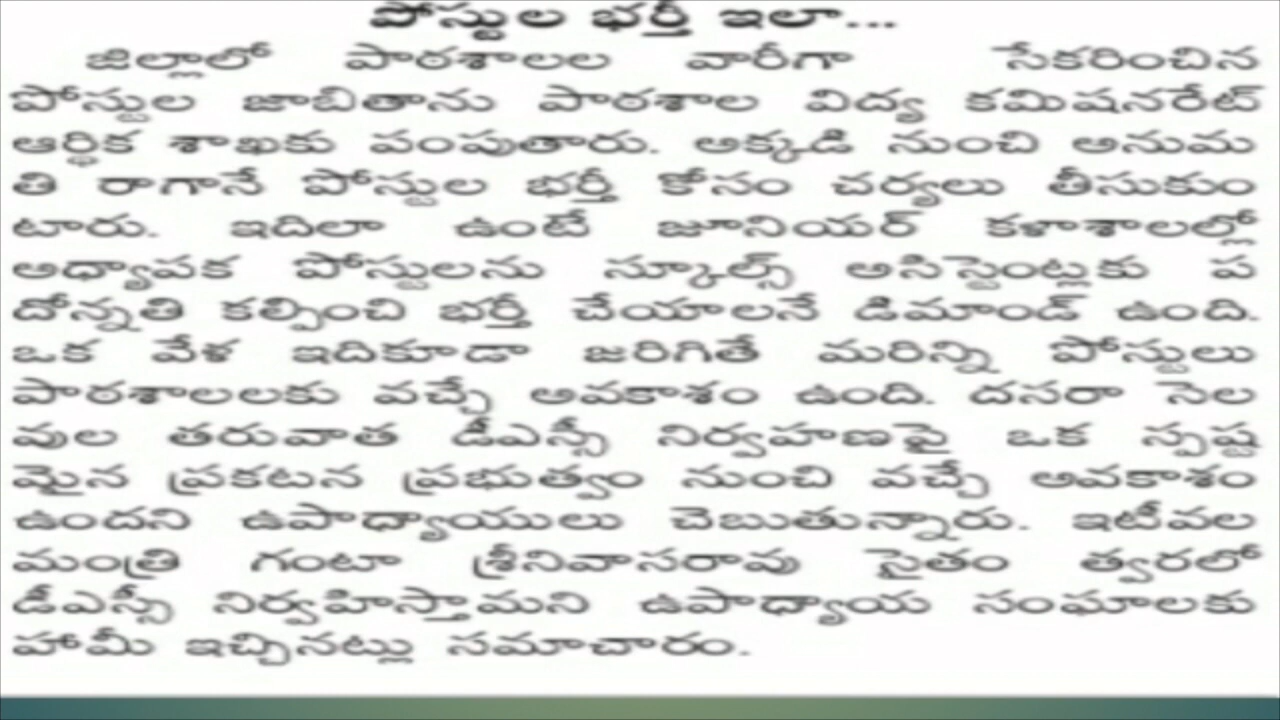 పోస్టుల భర్తీ ఇలా...
జిల్లాలో పాఠశాలల వారీగా సేకరించిన
పోస్టుల జాబితాను పాఠశాల విద్య కమిషనరేట్
ఆర్థిక శాఖకు పంపుతారు. అక్కడి నుంచి అనుమ
తి రాగానే పోస్టుల భర్తీ కోసం చర్యలు తీసుకుం
టారు. ఇదిలా ఉంటే జూనియర్ కళాశాలల్లో
అధ్యాపక పోస్టులను స్కూల్స్ అసిస్టెంట్లకు ప
దోన్నతి కల్పించి భర్తీ చేయాలనే డిమాండ్ ఉంది.
ఒక వేళ ఇదికూడా జరిగితే మరిన్ని పోస్టులు
పాఠశాలలకు వచ్చే అవకాశం ఉంది. దసరా సెల
వుల తరువాత డీఎస్సీ నిర్వహణపై ఒక స్పష్ట
మైన ప్రకటన ప్రభుత్వం నుంచి వచ్చే అవకాశం
ఉందని ఉపాధ్యాయులు చెబుతున్నారు. ఇటీవల
మంత్రి గంటా శ్రీనివాసరావు సైతం త్వరలో
డీఎస్సీ నిర్వహిస్తామని ఉపాధ్యాయ సంఘాలకు
హామీ ఇచ్చినట్లు సమాచారం.